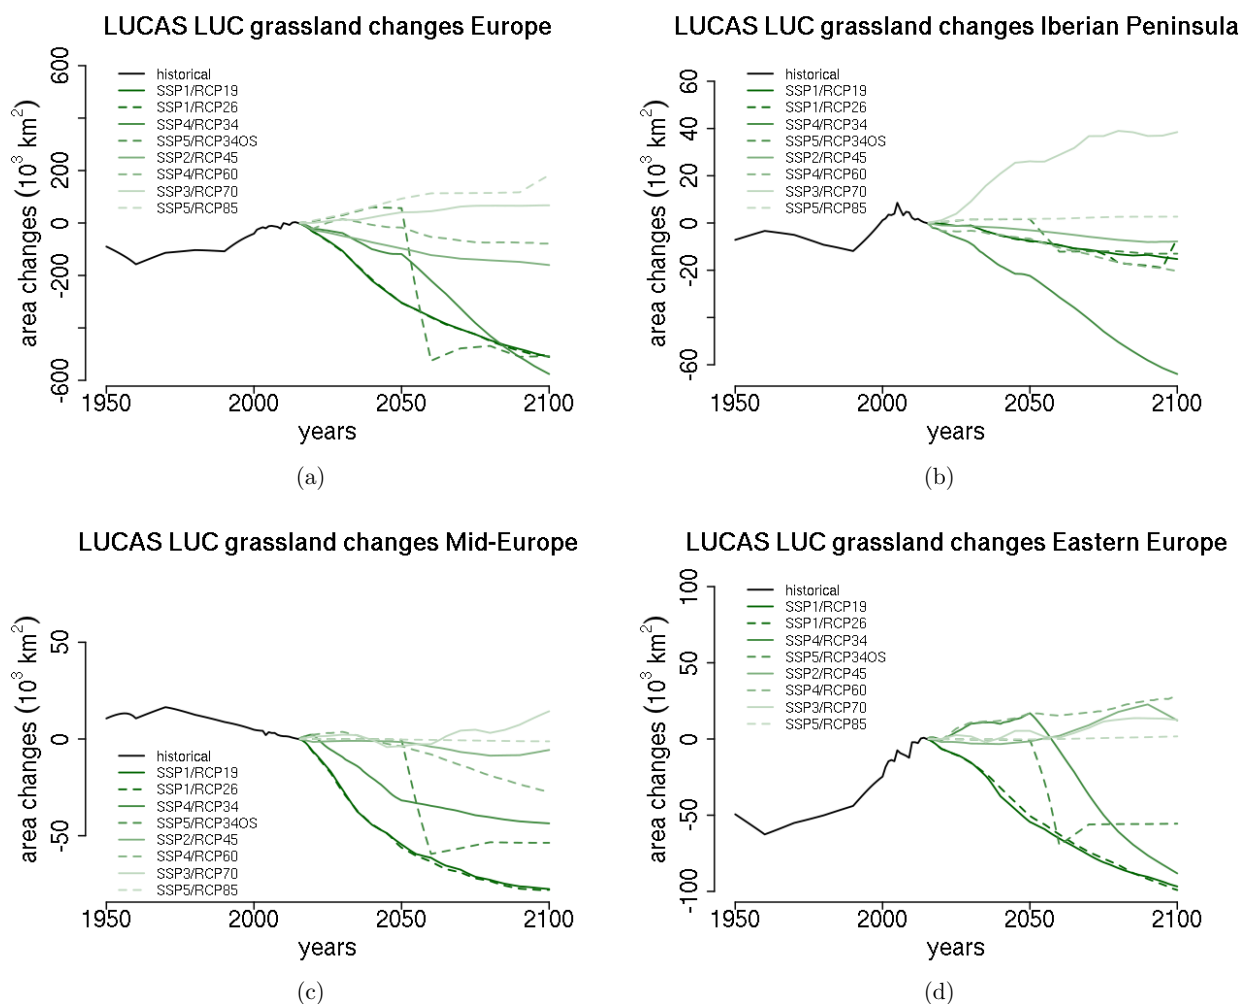 LUCAS LUC grassland changes Europe
area changes (10³ km²)
600
200
0
-200
-600
historical
SSP1/RCP19
SSP1/RCP26
SSP4/RCP34
SSP5/RCP34OS
SSP2/RCP45
SSP4/RCP60
SSP3/RCP70
SSP5/RCP85
1950 2000 2050 2100
years
(a)
LUCAS LUC grassland changes Iberian Peninsula
area changes (10³ km²)
60
40
20
0
-20
-60
historical
SSP1/RCP19
SSP1/RCP26
SSP4/RCP34
SSP5/RCP34OS
SSP2/RCP45
SSP4/RCP60
SSP3/RCP70
SSP5/RCP85
1950 2000 2050 2100
years
(b)
LUCAS LUC grassland changes Mid-Europe
area changes (10³ km²)
50
0
-50
historical
SSP1/RCP19
SSP1/RCP26
SSP4/RCP34
SSP5/RCP34OS
SSP2/RCP45
SSP4/RCP60
SSP3/RCP70
SSP5/RCP85
1950 2000 2050 2100
years
(c)
LUCAS LUC grassland changes Eastern Europe
area changes (10³ km²)
100
50
0
-50
-100
historical
SSP1/RCP19
SSP1/RCP26
SSP4/RCP34
SSP5/RCP34OS
SSP2/RCP45
SSP4/RCP60
SSP3/RCP70
SSP5/RCP85
1950 2000 2050 2100
years
(d)